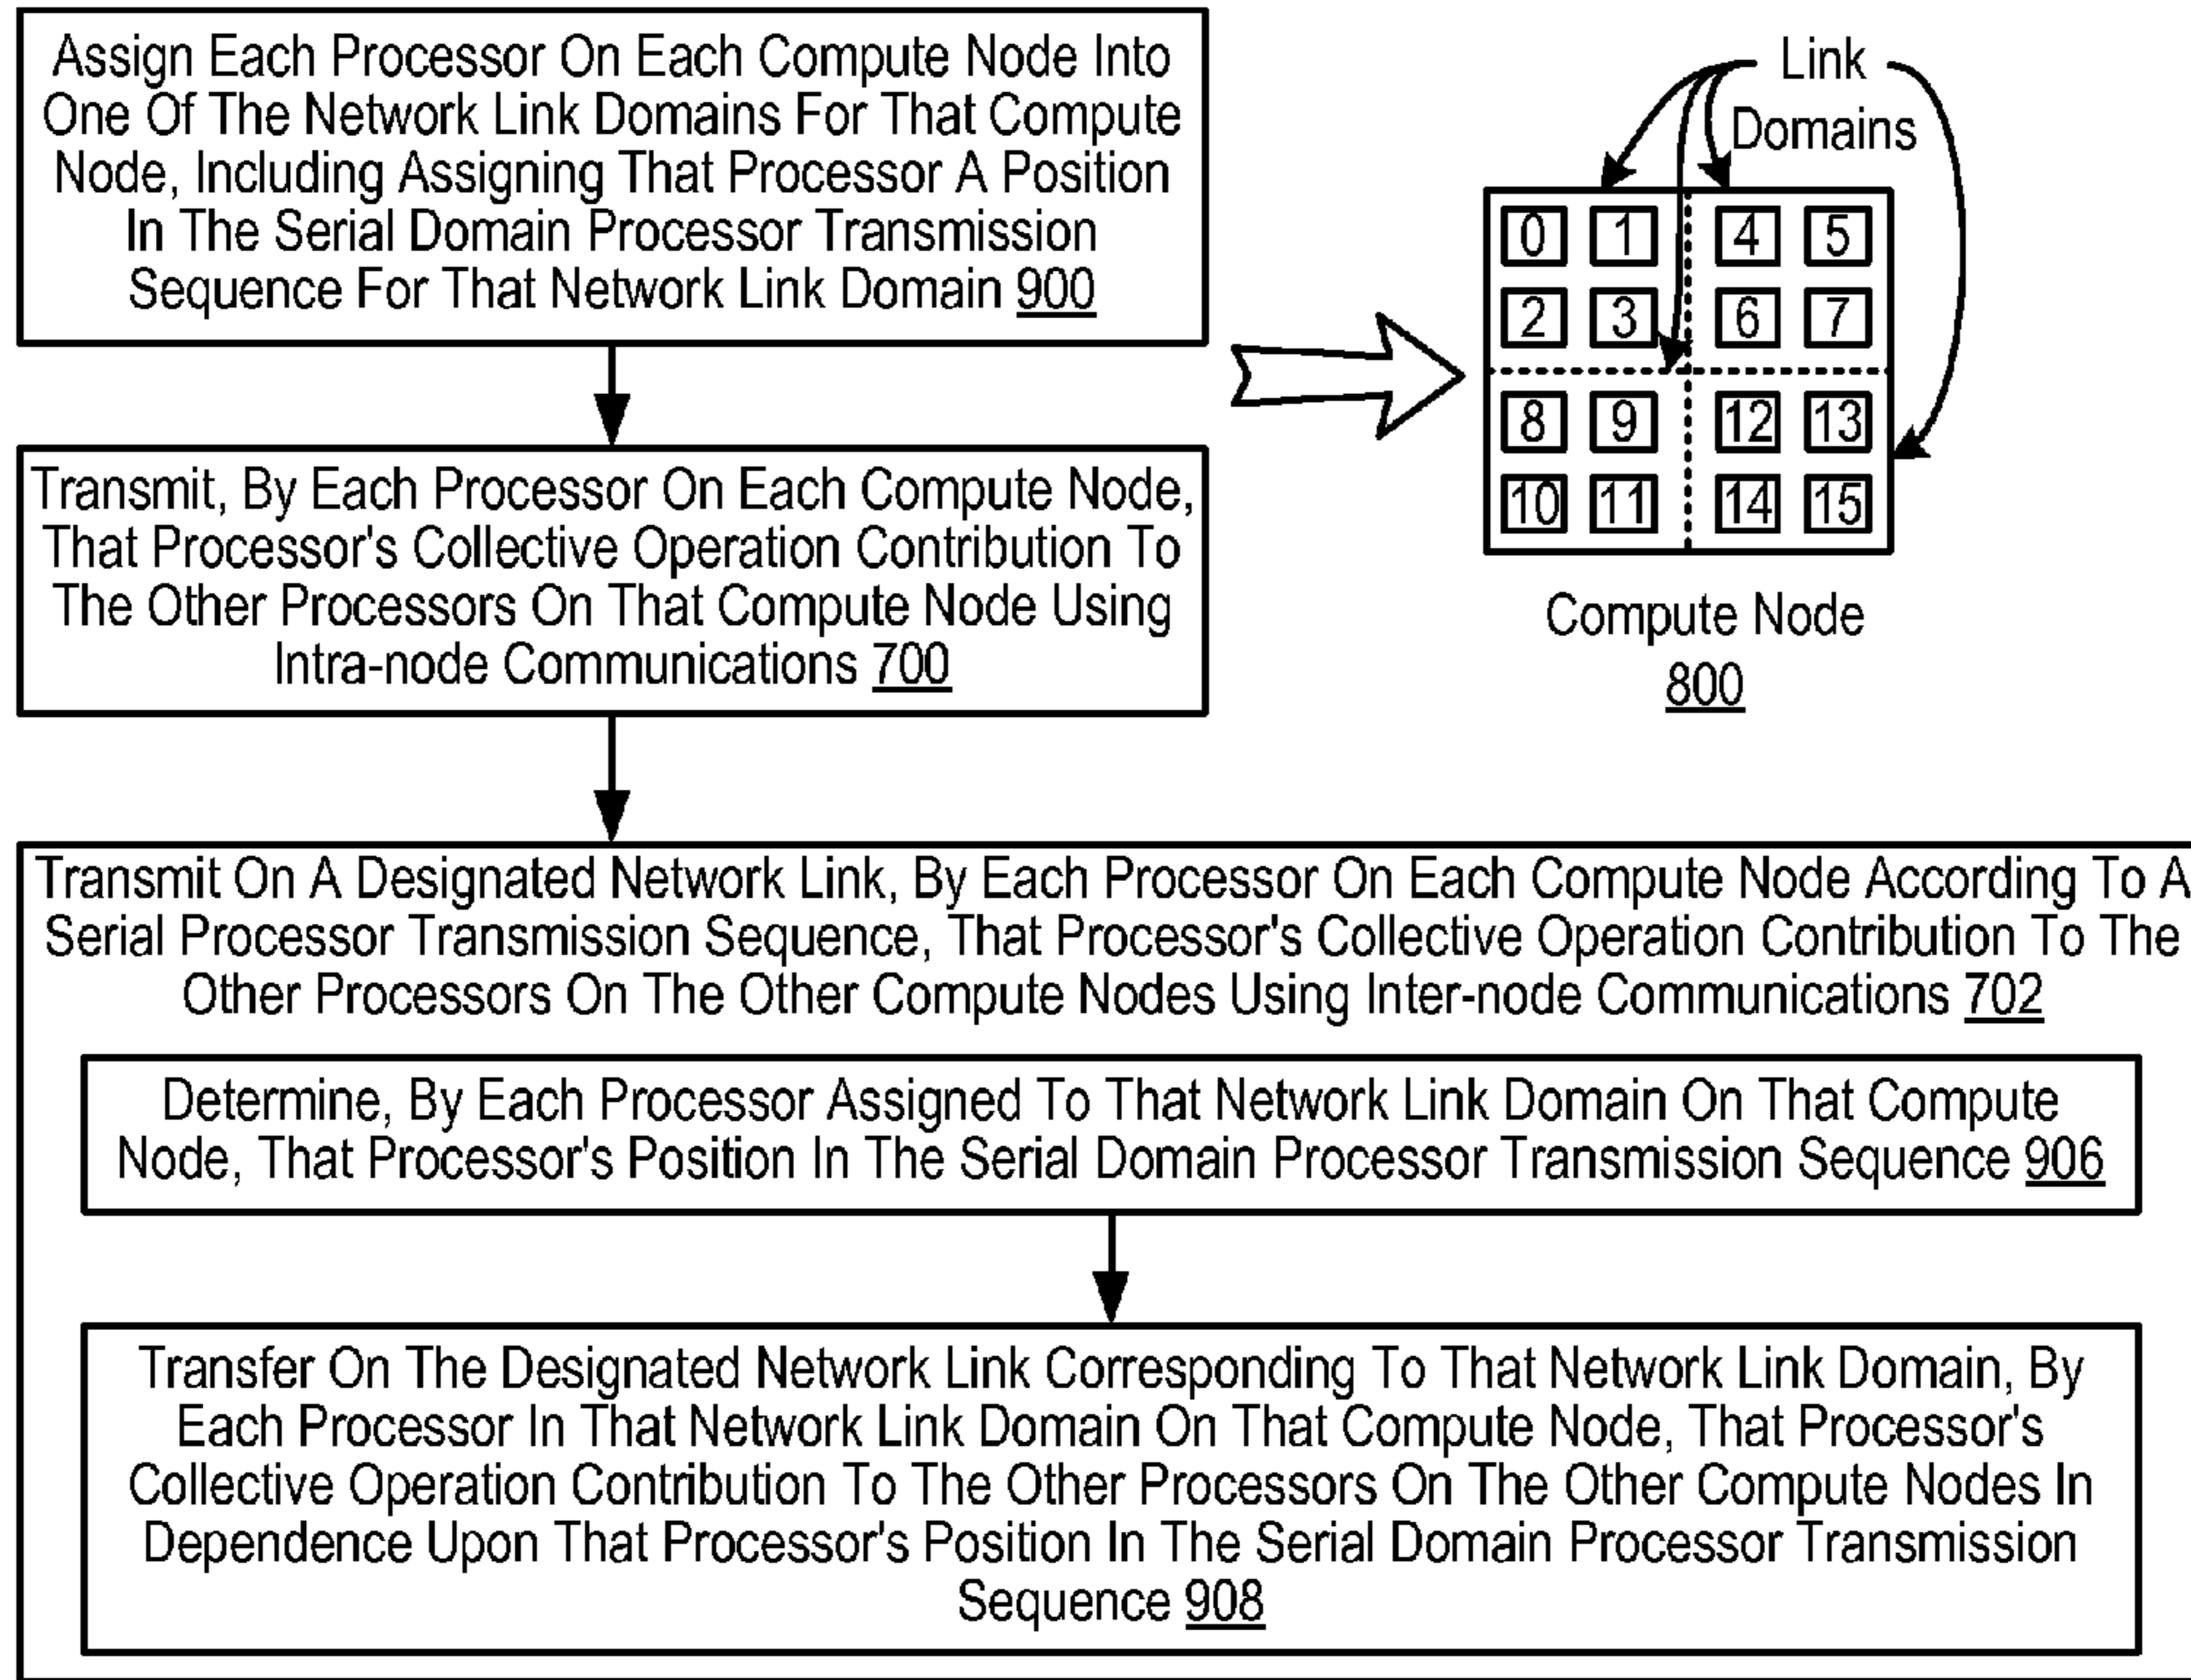 Assign Each Processor On Each Compute Node Into
One Of The Network Link Domains For That Compute
Node, Including Assigning That Processor A Position
In The Serial Domain Processor Transmission
Sequence For That Network Link Domain 900
Link
Domains
0 1 4 5
2 3 6 7
8 9 12 13
10 11 14 15
Compute Node
800
Transmit, By Each Processor On Each Compute Node,
That Processor's Collective Operation Contribution To
The Other Processors On That Compute Node Using
Intra-node Communications 700
Transmit On A Designated Network Link, By Each Processor On Each Compute Node According To A
Serial Processor Transmission Sequence, That Processor's Collective Operation Contribution To The
Other Processors On The Other Compute Nodes Using Inter-node Communications 702
Determine, By Each Processor Assigned To That Network Link Domain On That Compute
Node, That Processor's Position In The Serial Domain Processor Transmission Sequence 906
Transfer On The Designated Network Link Corresponding To That Network Link Domain, By
Each Processor In That Network Link Domain On That Compute Node, That Processor's
Collective Operation Contribution To The Other Processors On The Other Compute Nodes In
Dependence Upon That Processor's Position In The Serial Domain Processor Transmission
Sequence 908